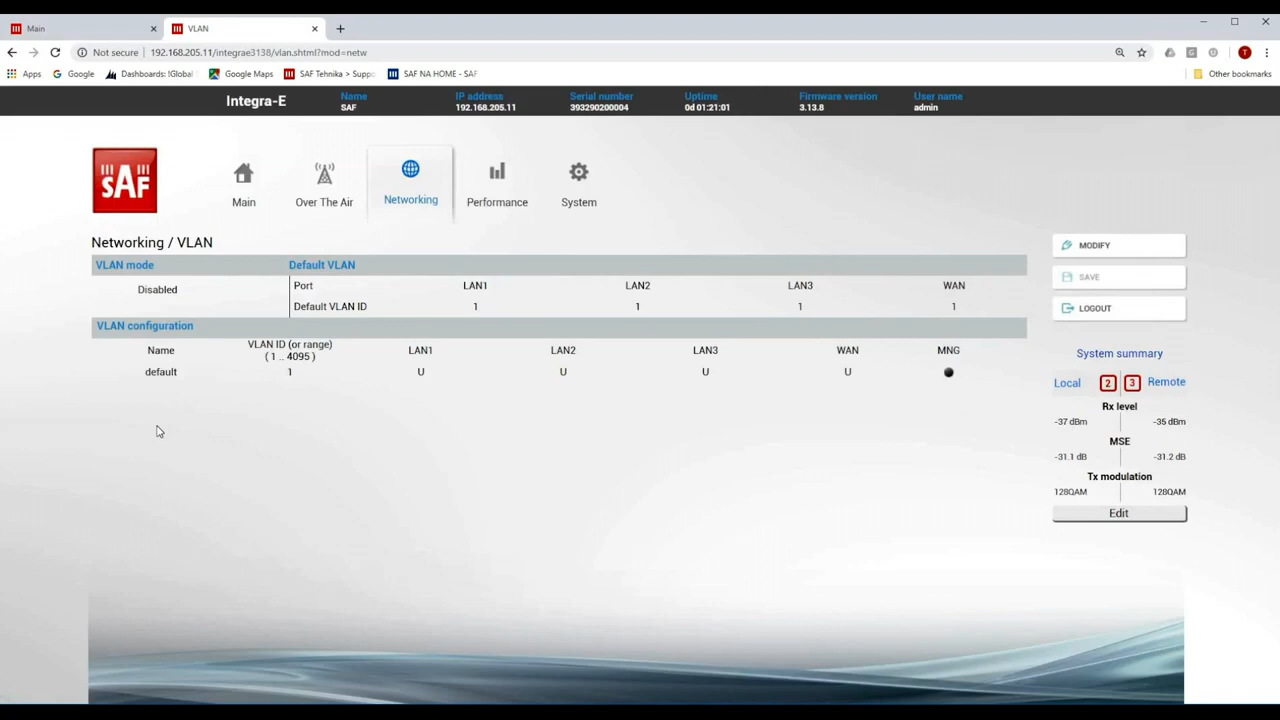 Main
VLAN
Not secure
192.168.205.11/integrae3138/vlan.shtml?mod=netw
T
Apps
Google
Dashboards: !Global
Google Maps
SAF Tehnika > Suppo
SAF NA HOME - SAF
Other bookmarks
Integra-E
Name
SAF
IP address
192.168.205.11
Serial number
393290200004
Uptime
0d 01:21:01
Firmware version
3.13.8
User name
admin
SAF
Main
Over The Air
Networking
Performance
System
Networking / VLAN
VLAN mode
Default VLAN
Disabled
Port LAN1 LAN2 LAN3 WAN
Default VLAN ID 1 1 1 1
VLAN configuration
Name VLAN ID (or range) LAN1 LAN2 LAN3 WAN MNG
( 1 .. 4095 )
default 1 U U U U
MODIFY
SAVE
LOGOUT
System summary
Local 2 3 Remote
Rx level
-37 dBm -35 dBm
MSE
-31.1 dB -31.2 dB
Tx modulation
128QAM 128QAM
Edit